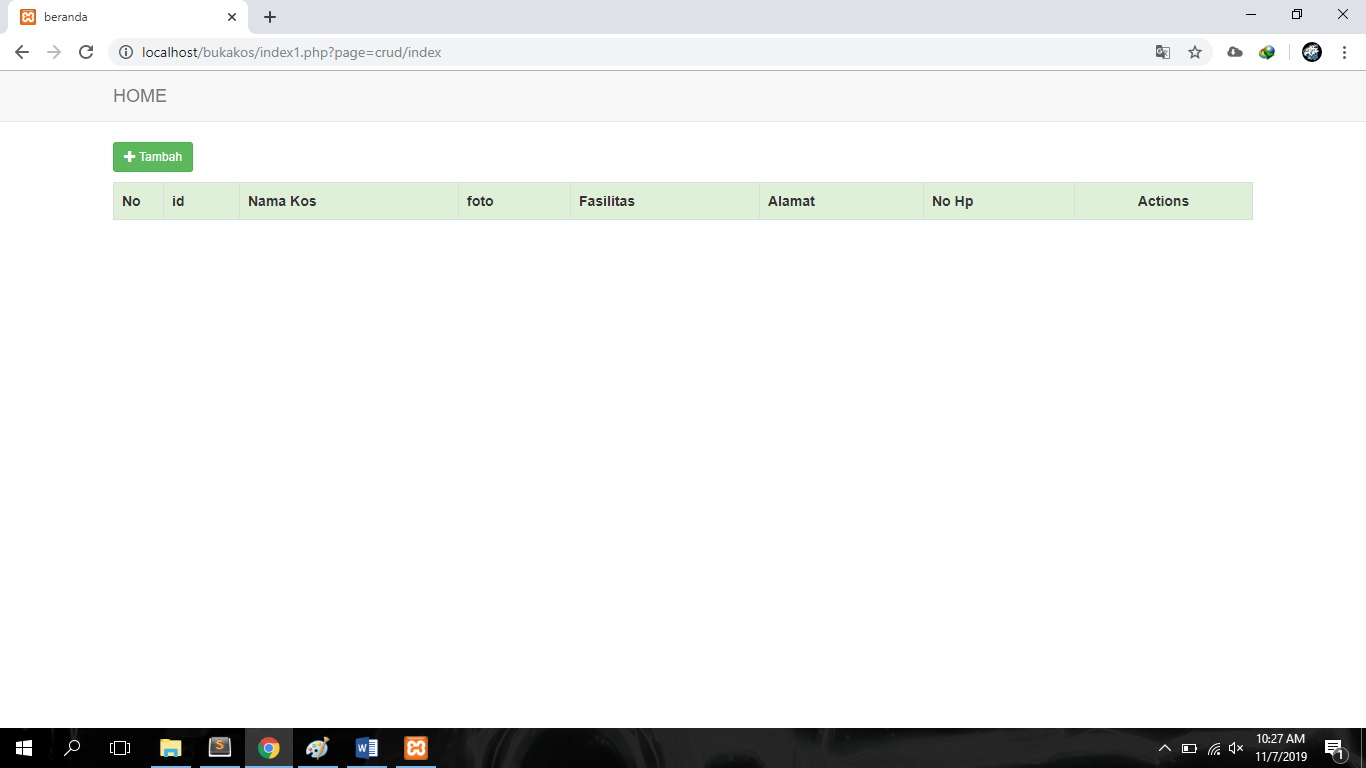 beranda
localhost/bukakos/index1.php?page=crud/index
HOME
Tambah
No id Nama Kos foto Fasilitas Alamat No Hp Actions
10:27 AM
11/7/2019
1